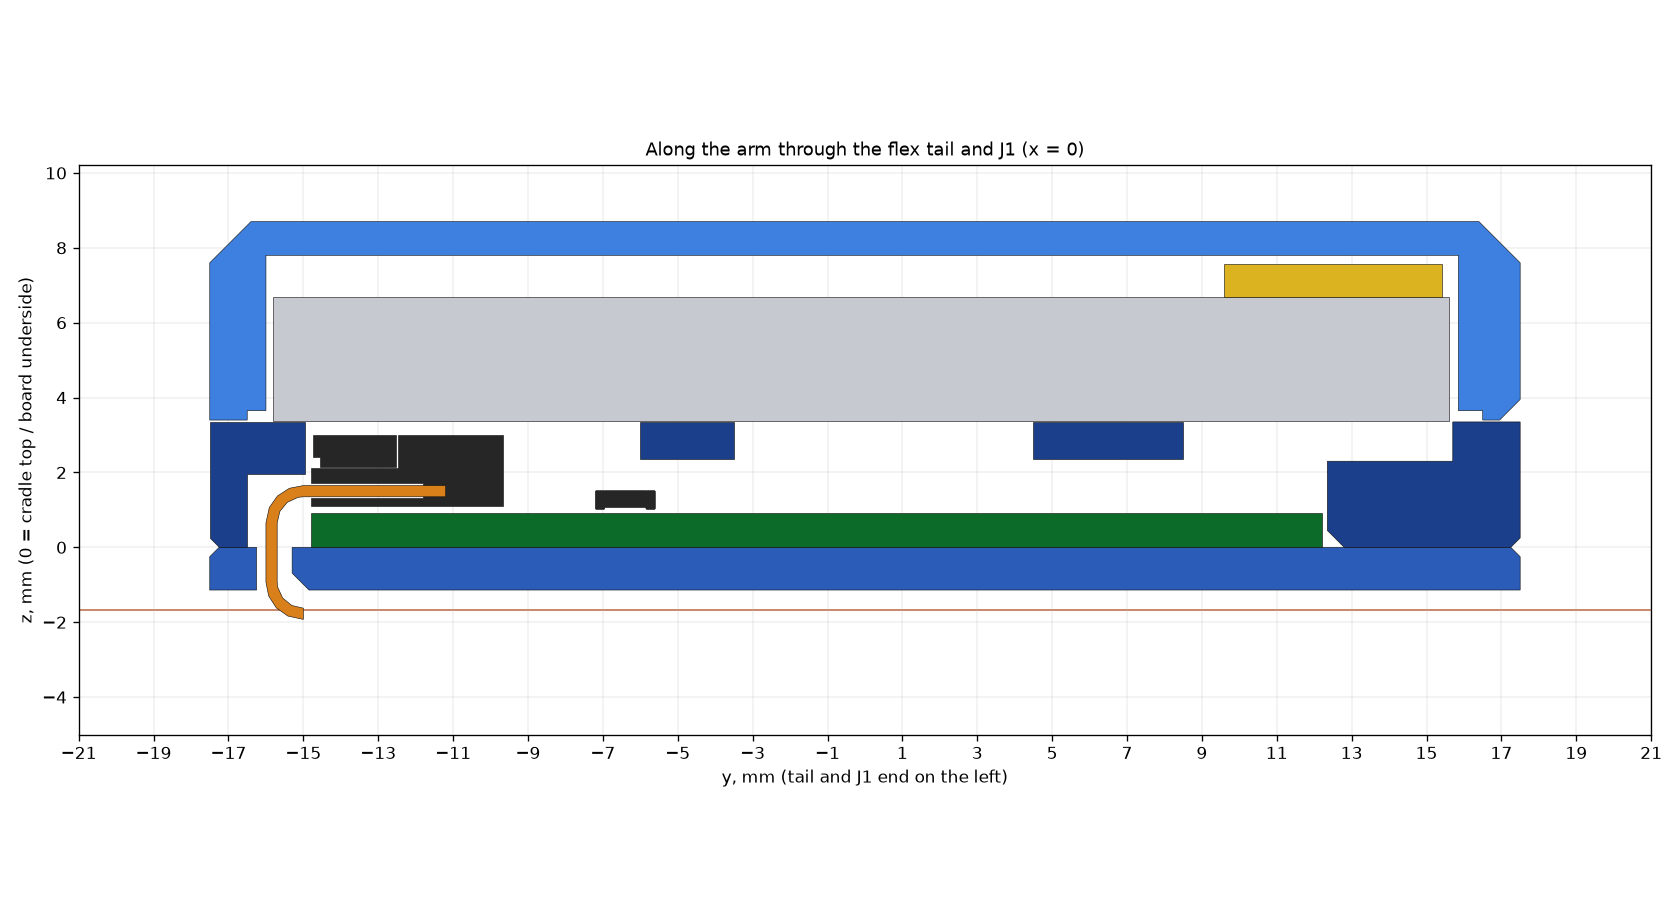 Along the arm through the flex tail and J1 (x = 0)
z, mm (0 = cradle top / board underside)
10
8
6
4
2
0
−2
−4
−21 −19 −17 −15 −13 −11 −9 −7 −5 −3 −1 1 3 5 7 9 11 13 15 17 19 21
y, mm (tail and J1 end on the left)